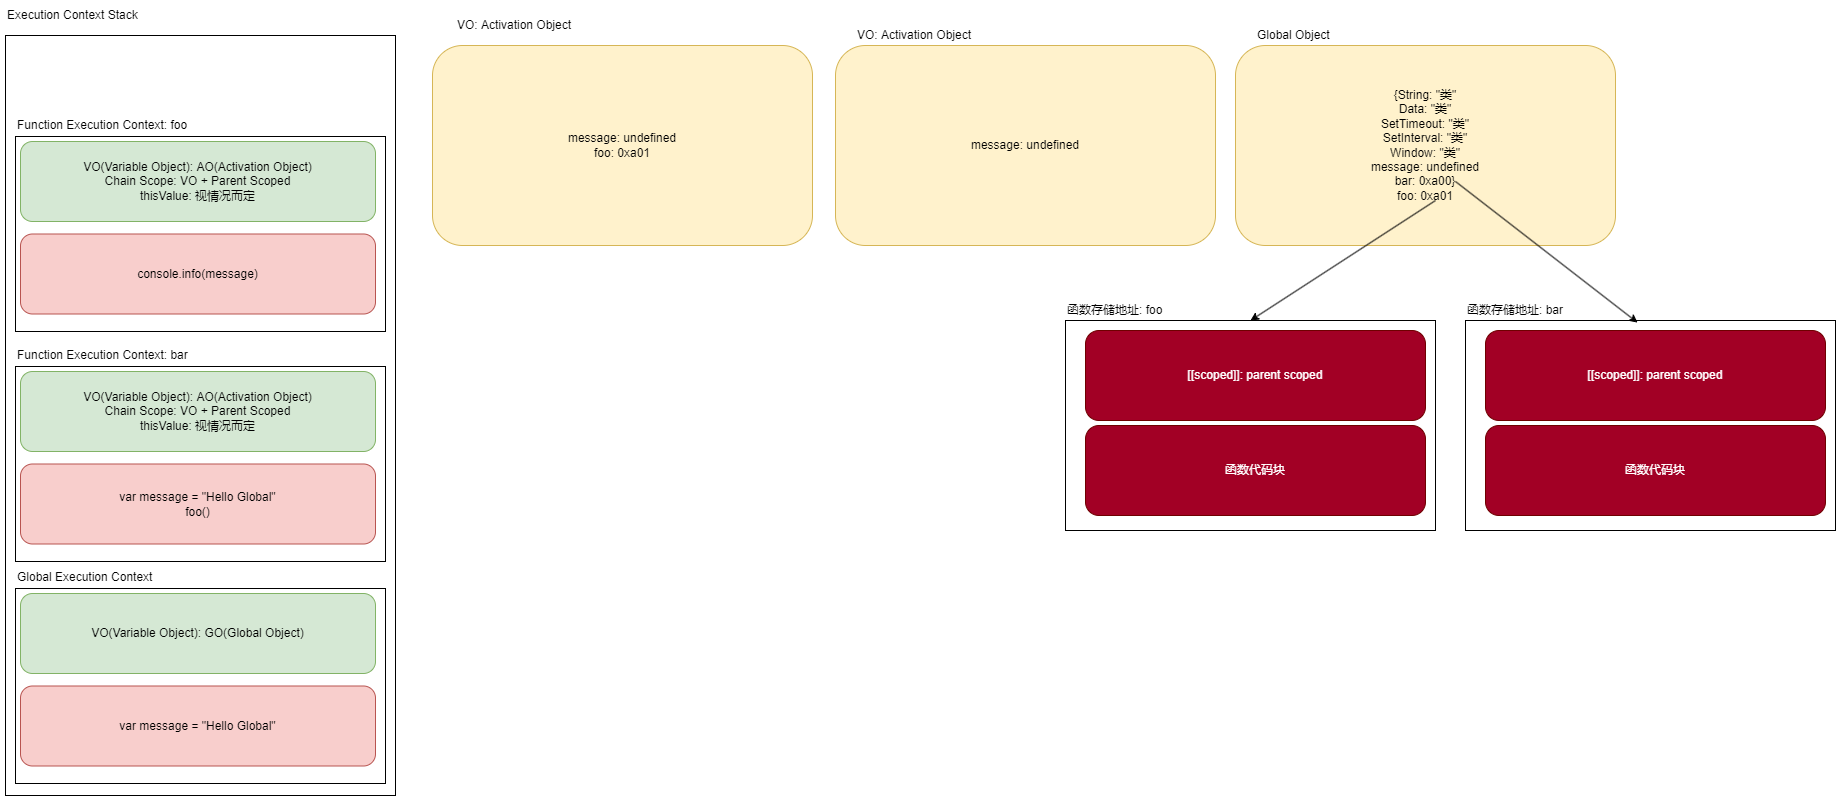 Execution Context Stack
Function Execution Context: foo
VO(Variable Object): AO(Activation Object)
Chain Scope: VO + Parent Scoped
thisValue: 视情况而定
console.info(message)
Function Execution Context: bar
VO(Variable Object): AO(Activation Object)
Chain Scope: VO + Parent Scoped
thisValue: 视情况而定
var message = "Hello Global"
foo()
Global Execution Context
VO(Variable Object): GO(Global Object)
var message = "Hello Global"
VO: Activation Object
message: undefined
foo: 0xa01
VO: Activation Object
message: undefined
Global Object
{String: "类"
Data: "类"
SetTimeout: "类"
SetInterval: "类"
Window: "类"
message: undefined
bar: 0xa00}
foo: 0xa01
函数存储地址: foo
[[scoped]]: parent scoped
函数代码块
函数存储地址: bar
[[scoped]]: parent scoped
函数代码块